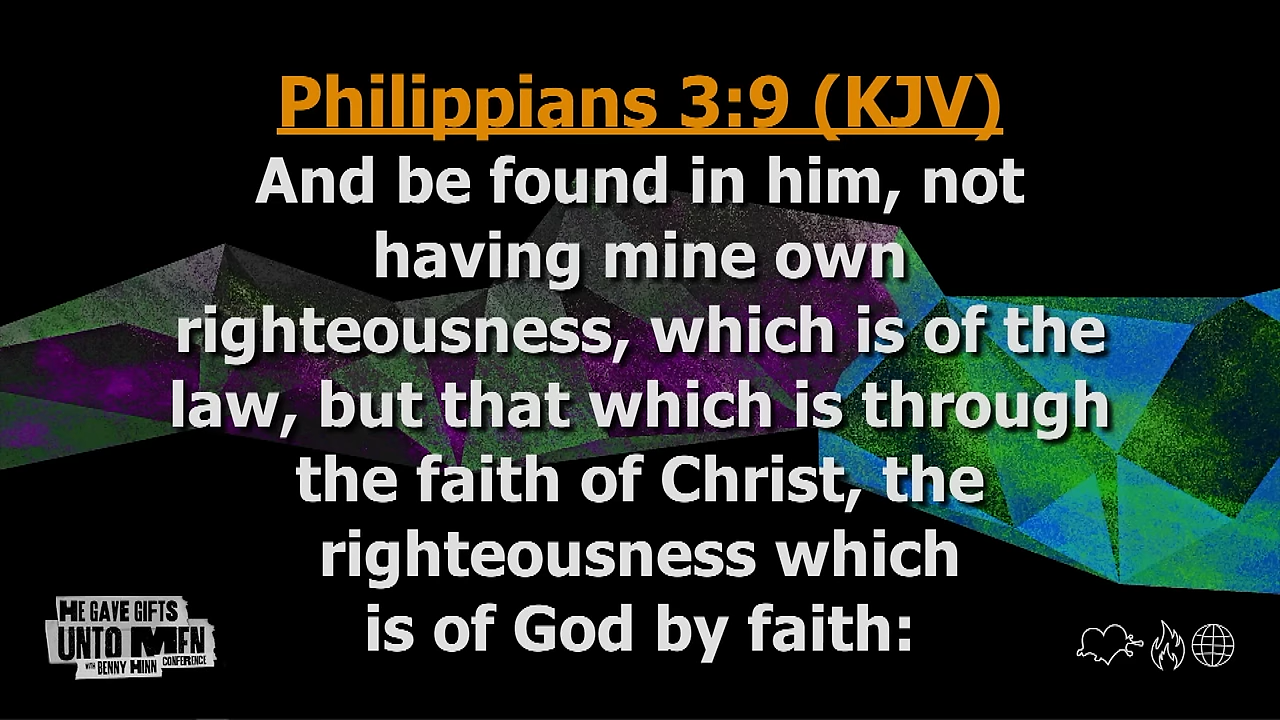 Philippians 3:9 (KJV)
And be found in him, not
having mine own
righteousness, which is of the
law, but that which is through
the faith of Christ, the
righteousness which
is of God by faith:
HE GAVE GIFTS
UNTO MEN
WITH BENNY HINN CONFERENCE